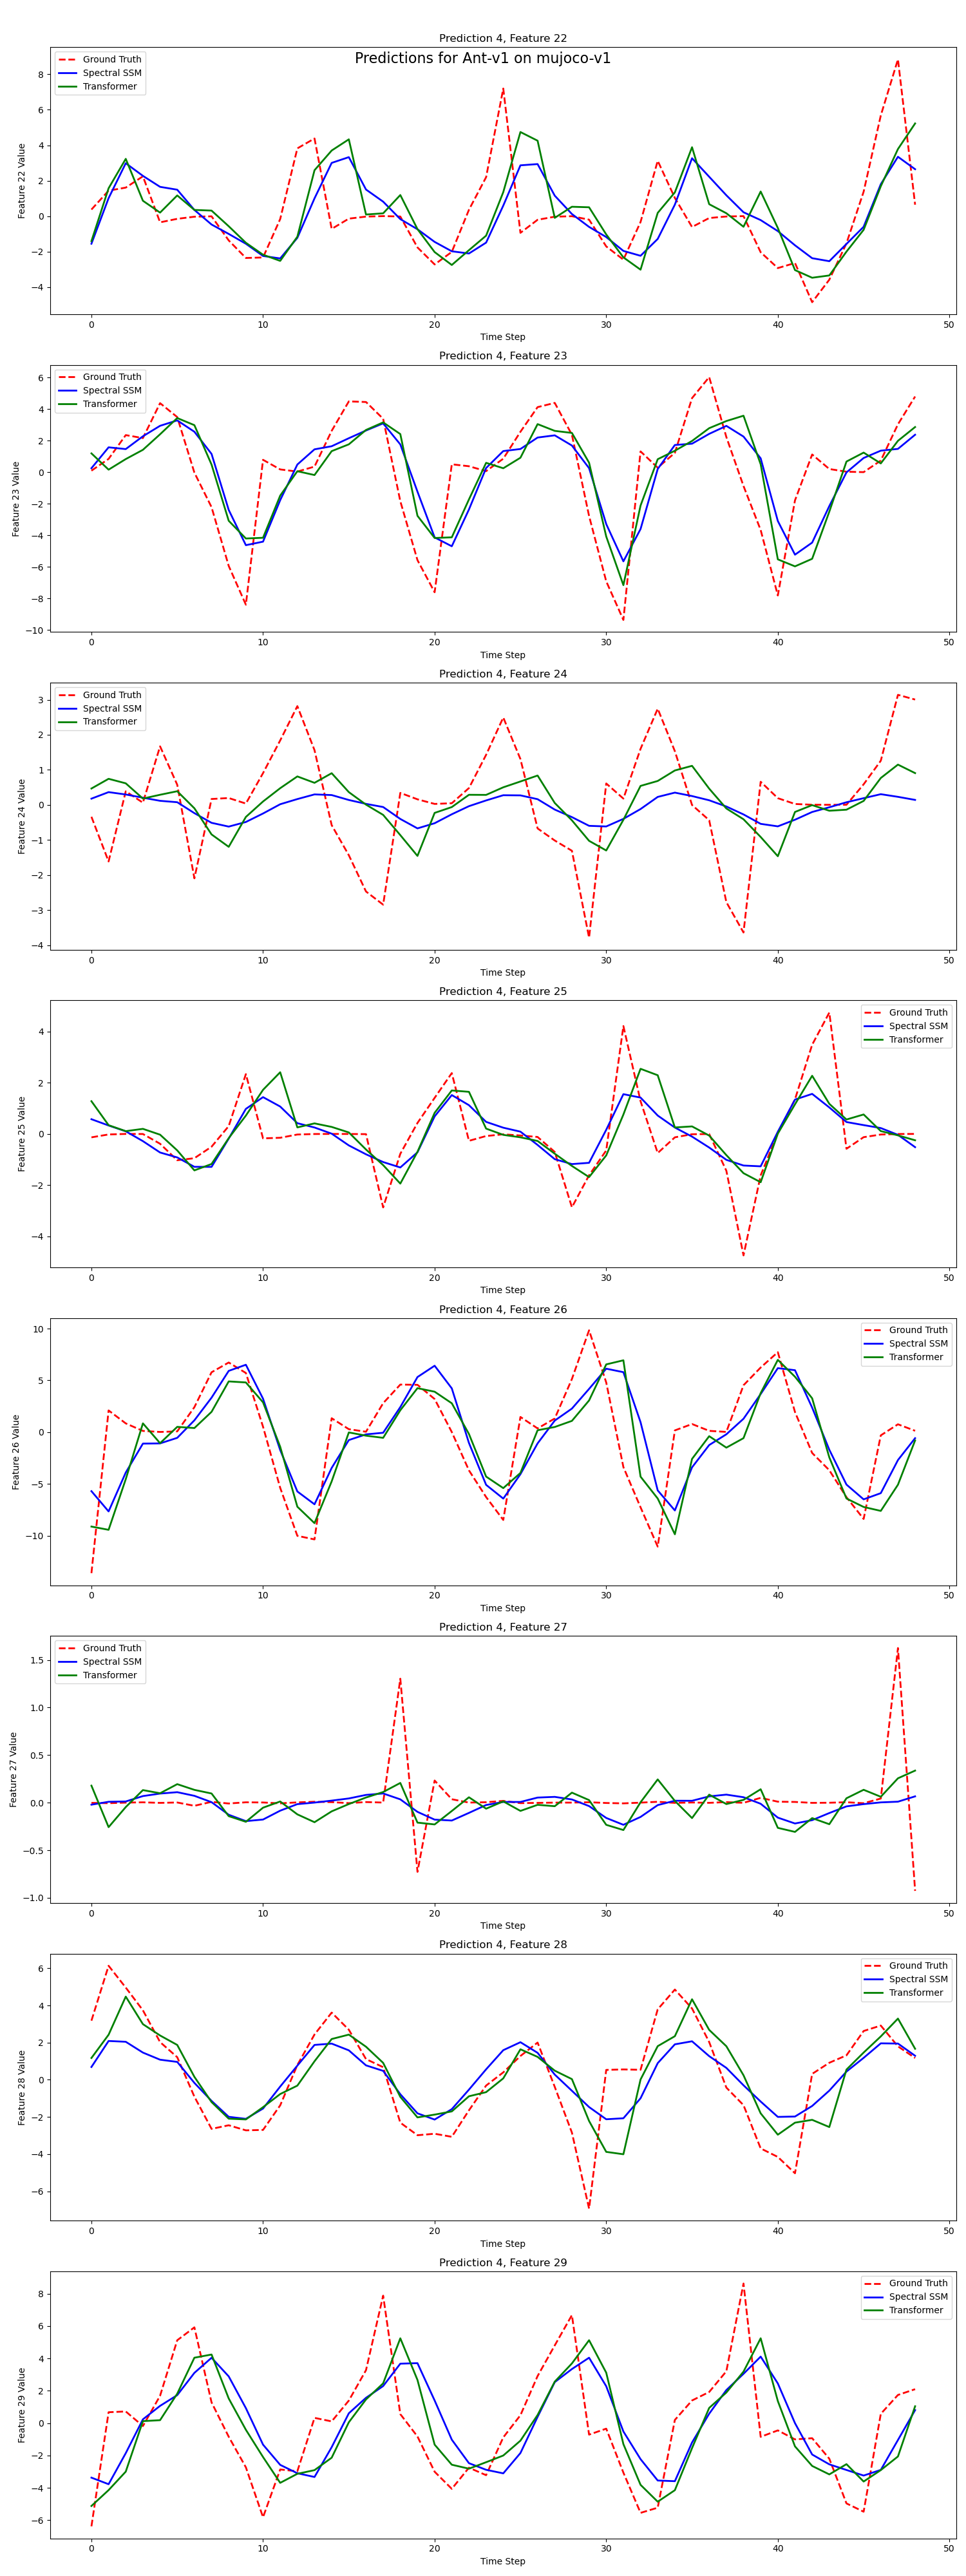 Prediction 4, Feature 22
Predictions for Ant-v1 on mujoco-v1
Ground Truth
Spectral SSM
Transformer
Feature 22 Value
8
6
4
2
0
−2
−4
0 10 20 30 40 50
Time Step
Prediction 4, Feature 23
Ground Truth
Spectral SSM
Transformer
Feature 23 Value
6
4
2
0
−2
−4
−6
−8
−10
0 10 20 30 40 50
Time Step
Prediction 4, Feature 24
Ground Truth
Spectral SSM
Transformer
Feature 24 Value
3
2
1
0
−1
−2
−3
−4
0 10 20 30 40 50
Time Step
Prediction 4, Feature 25
Ground Truth
Spectral SSM
Transformer
Feature 25 Value
4
2
0
−2
−4
0 10 20 30 40 50
Time Step
Prediction 4, Feature 26
Ground Truth
Spectral SSM
Transformer
Feature 26 Value
10
5
0
−5
−10
0 10 20 30 40 50
Time Step
Prediction 4, Feature 27
Ground Truth
Spectral SSM
Transformer
Feature 27 Value
1.5
1.0
0.5
0.0
−0.5
−1.0
0 10 20 30 40 50
Time Step
Prediction 4, Feature 28
Ground Truth
Spectral SSM
Transformer
Feature 28 Value
6
4
2
0
−2
−4
−6
0 10 20 30 40 50
Time Step
Prediction 4, Feature 29
Ground Truth
Spectral SSM
Transformer
Feature 29 Value
8
6
4
2
0
−2
−4
−6
0 10 20 30 40 50
Time Step